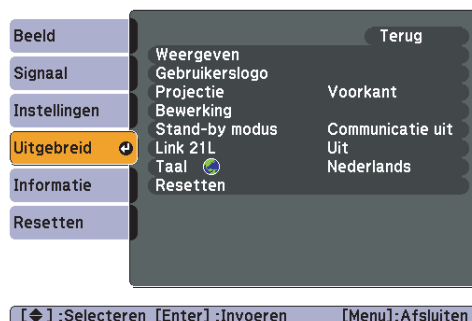 Beeld
Signaal
Instellingen
Uitgebreid
Informatie
Resetten
Terug
Weergeven
Gebruikerslogo
Projectie Voorkant
Bewerking
Stand-by modus Communicatie uit
Link 21L Uit
Taal Nederlands
Resetten
[ ] :Selecteren [Enter] :Invoeren [Menu]:Afsluiten